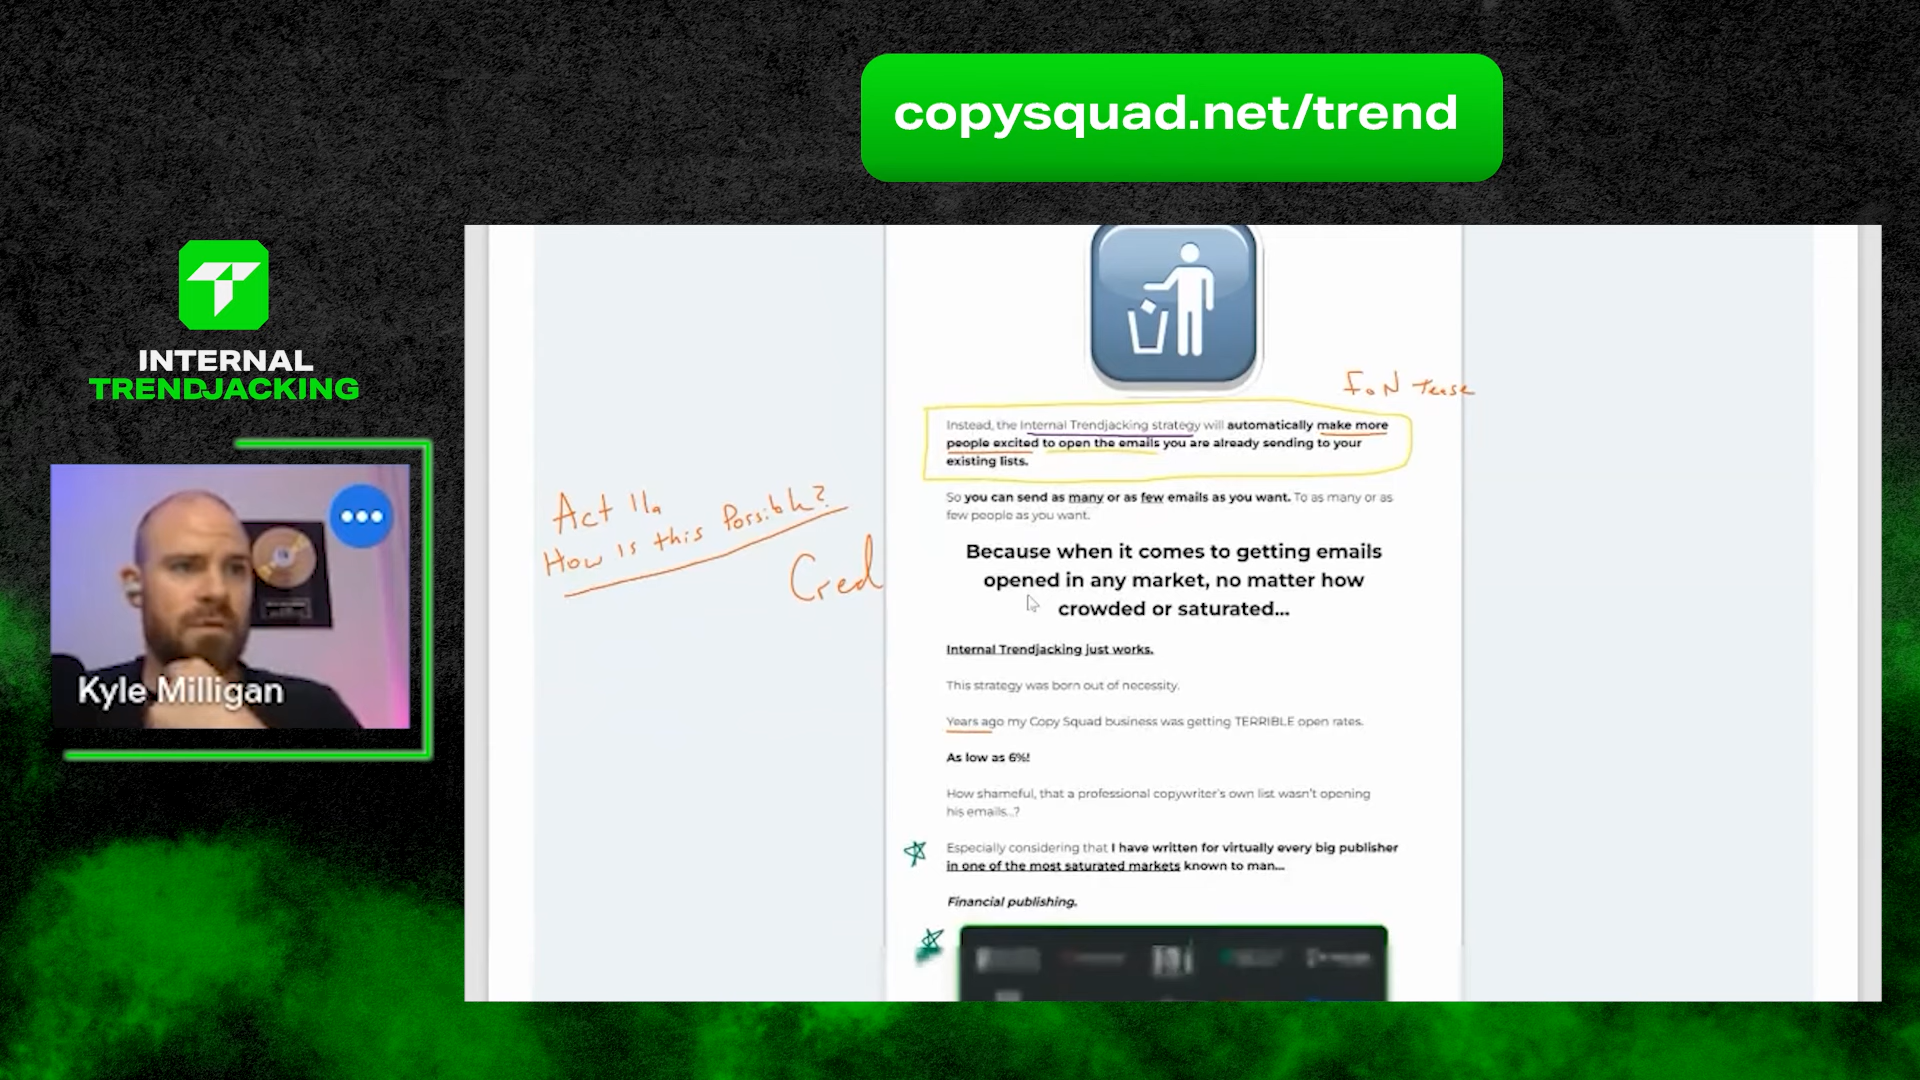 copysquad.net/trend
INTERNAL
TRENDJACKING
Kyle Milligan
FoN tease
Instead, the Internal Trendjacking strategy will automatically make more
people excited to open the emails you are already sending to your
existing lists.
So you can send as many or as few emails as you want. To as many or as
few people as you want.
Act IIa
How is this Possible?
Cred
Because when it comes to getting emails
opened in any market, no matter how
crowded or saturated...
Internal Trendjacking just works.
This strategy was born out of necessity.
Years ago my Copy Squad business was getting TERRIBLE open rates.
As low as 6%!
How shameful, that a professional copywriter's own list wasn't opening
his emails..?
Especially considering that I have written for virtually every big publisher
in one of the most saturated markets known to man...
Financial publishing.